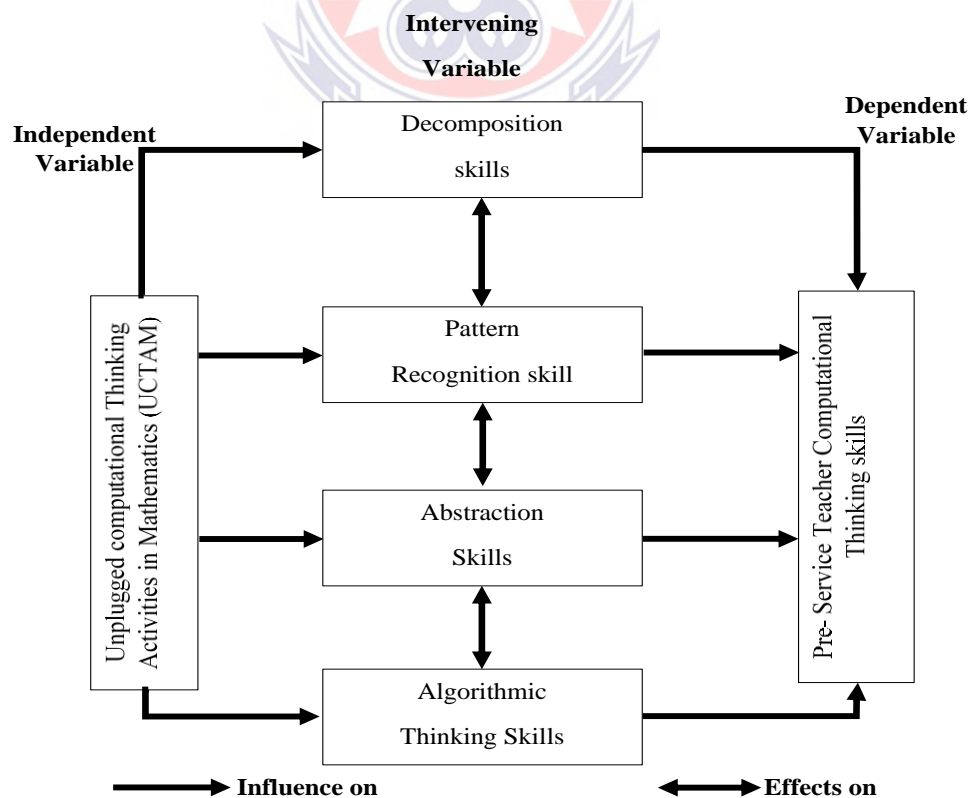 Intervening
Variable
Independent
Variable
Dependent
Variable
Decomposition
skills
Pattern
Recognition skill
Abstraction
Skills
Algorithmic
Thinking Skills
Unplugged computational Thinking
Activities in Mathematics (UCTAM)
Pre- Service Teacher Computational
Thinking skills
Influence on
Effects on